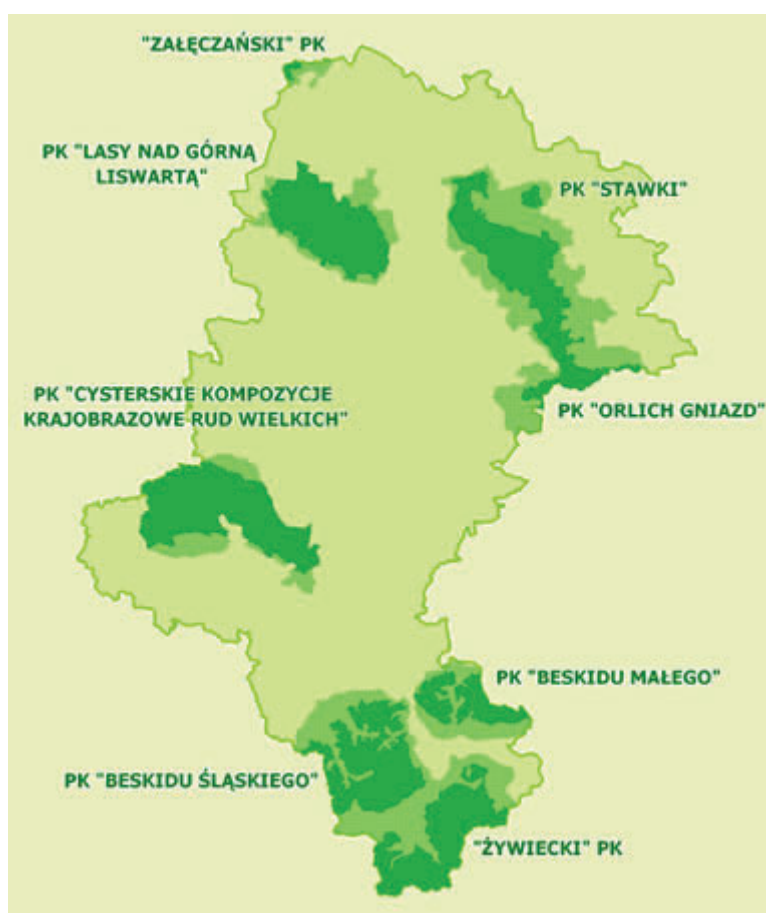 "ZAŁĘCZAŃSKI" PK
PK "LASY NAD GÓRNĄ
LISWARTĄ"
PK "STAWKI"
PK "CYSTERSKIE KOMPOZYCJE
KRAJOBRAZOWE RUD WIELKICH"
PK "ORLICH GNIAZD"
PK "BESKIDU MAŁEGO"
PK "BESKIDU ŚLĄSKIEGO"
"ŻYWIECKI" PK